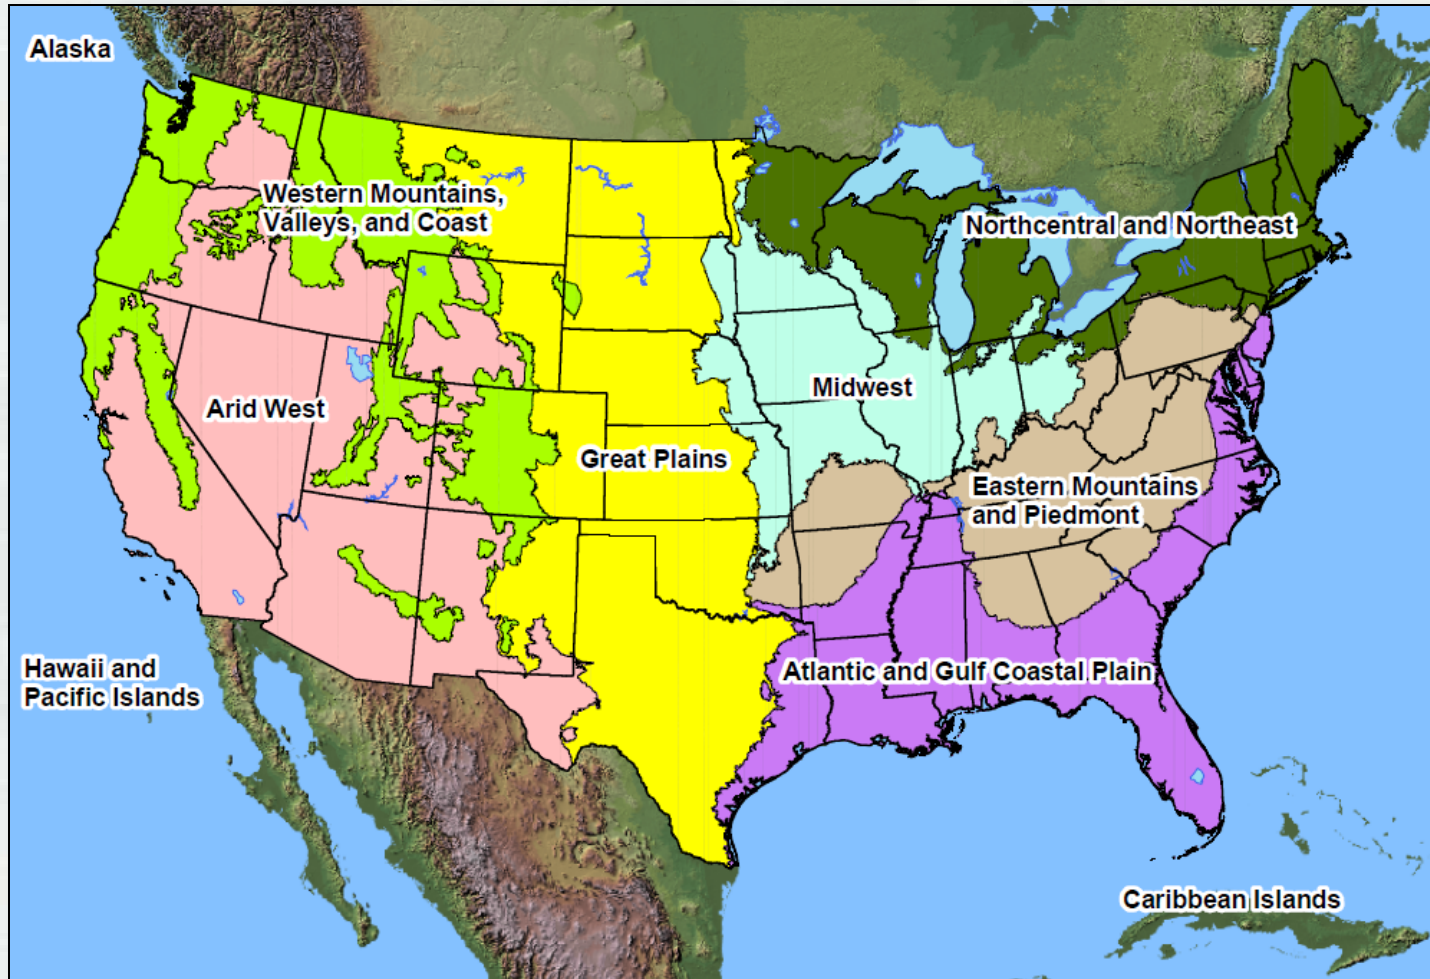 Alaska
Western Mountains,
Valleys, and Coast
Northcentral and Northeast
Arid West
Midwest
Great Plains
Eastern Mountains
and Piedmont
Hawaii and
Pacific Islands
Atlantic and Gulf Coastal Plain
Caribbean Islands